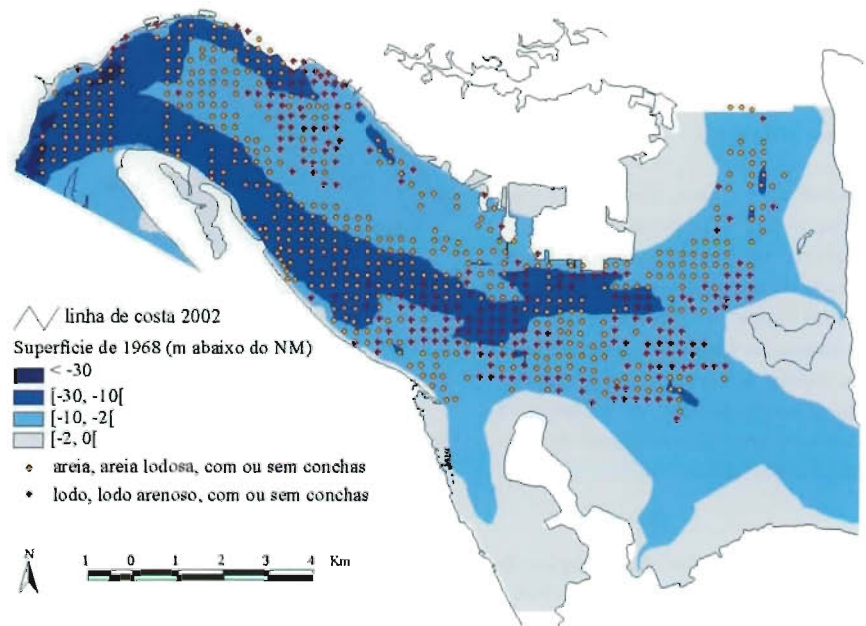 linha de costa 2002
Superfície de 1968 (m abaixo do NM)
< -30
[-30, -10[
[-10, -2[
[-2, 0[
areia, areia lodosa, com ou sem conchas
lodo, lodo arenoso, com ou sem conchas
N
1 0 1 2 3 4 Km